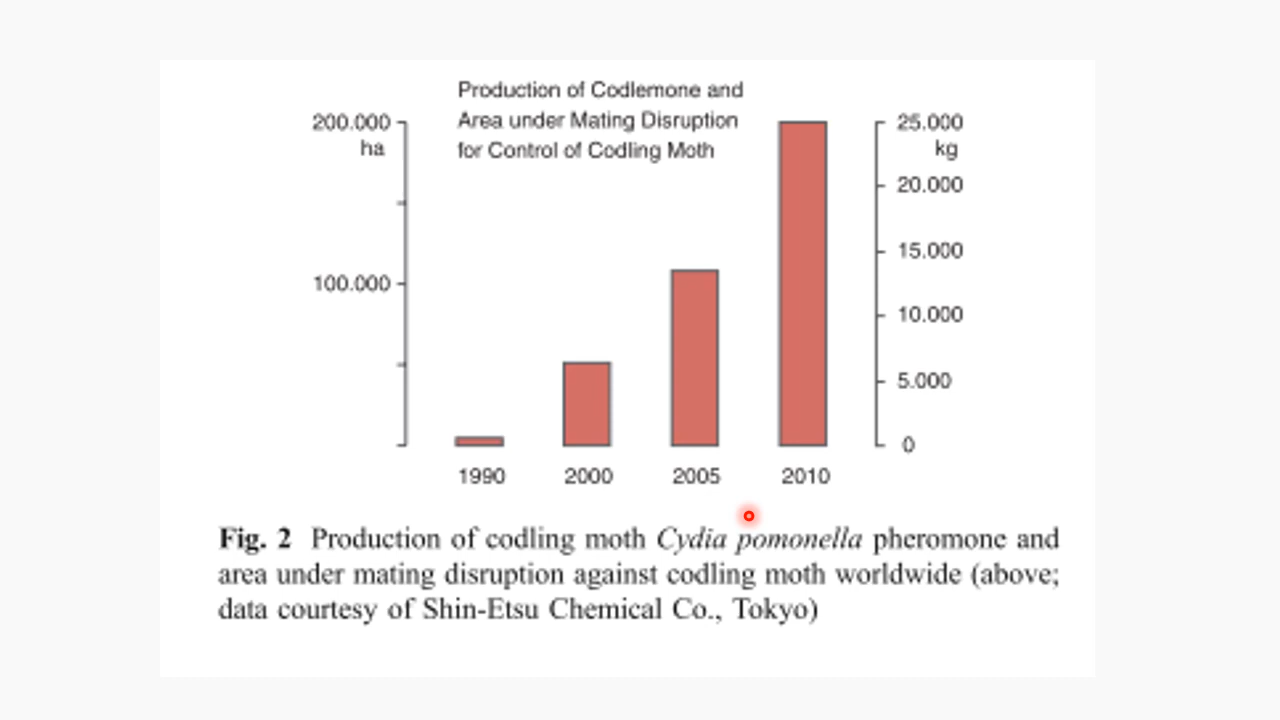 Production of Codlemone and
Area under Mating Disruption
for Control of Codling Moth
200.000
ha
100.000
25.000
kg
20.000
15.000
10.000
5.000
0
1990 2000 2005 2010
Fig. 2 Production of codling moth Cydia pomonella pheromone and
area under mating disruption against codling moth worldwide (above;
data courtesy of Shin-Etsu Chemical Co., Tokyo)